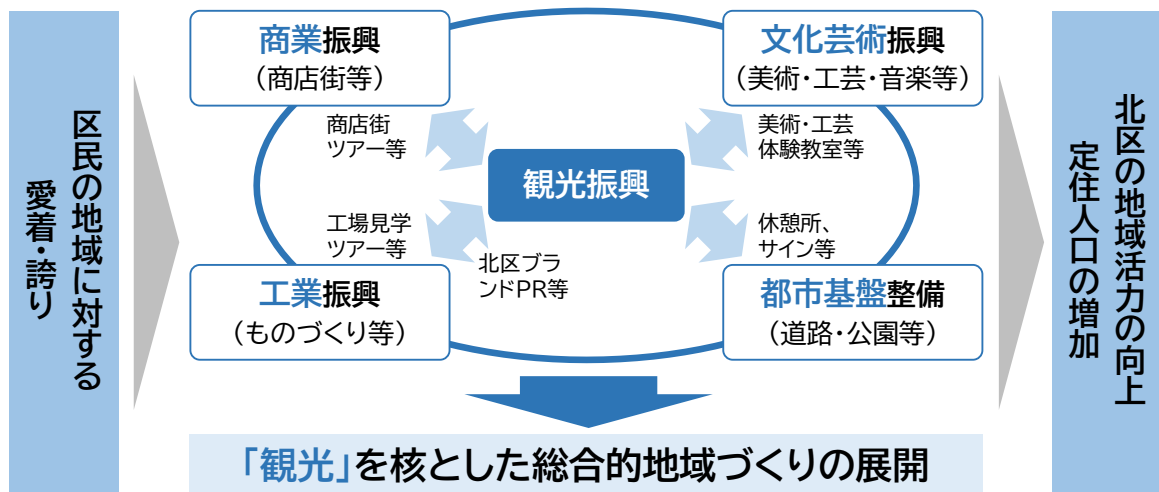 区民の地域に対する
愛着・誇り
商業振興
（商店街等）
文化芸術振興
（美術・工芸・音楽等）
商店街
ツアー等
美術・工芸
体験教室等
観光振興
工場見学
ツアー等
北区ブラ
ンドPR等
休憩所、
サイン等
工業振興
（ものづくり等）
都市基盤整備
（道路・公園等）
「観光」を核とした総合的地域づくりの展開
北区の地域活力の向上
定住人口の増加